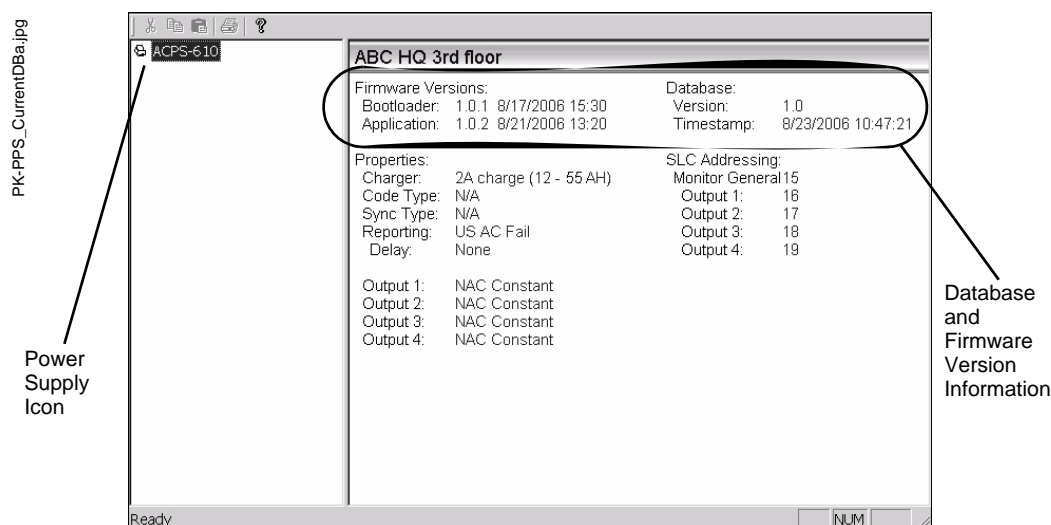 PK-PPS_CurrentDBa.jpg
ACPS-610
ABC HQ 3rd floor
Firmware Versions: Database:
Bootloader: 1.0.1 8/17/2006 15:30 Version: 1.0
Application: 1.0.2 8/21/2006 13:20 Timestamp: 8/23/2006 10:47:21
Properties: SLC Addressing:
Charger: 2A charge (12 - 55 AH) Monitor General15
Code Type: N/A Output 1: 16
Sync Type: N/A Output 2: 17
Reporting: US AC Fail Output 3: 18
Delay: None Output 4: 19
Output 1: NAC Constant
Output 2: NAC Constant
Output 3: NAC Constant
Output 4: NAC Constant
Power
Supply
Icon
Database
and
Firmware
Version
Information
Ready NUM